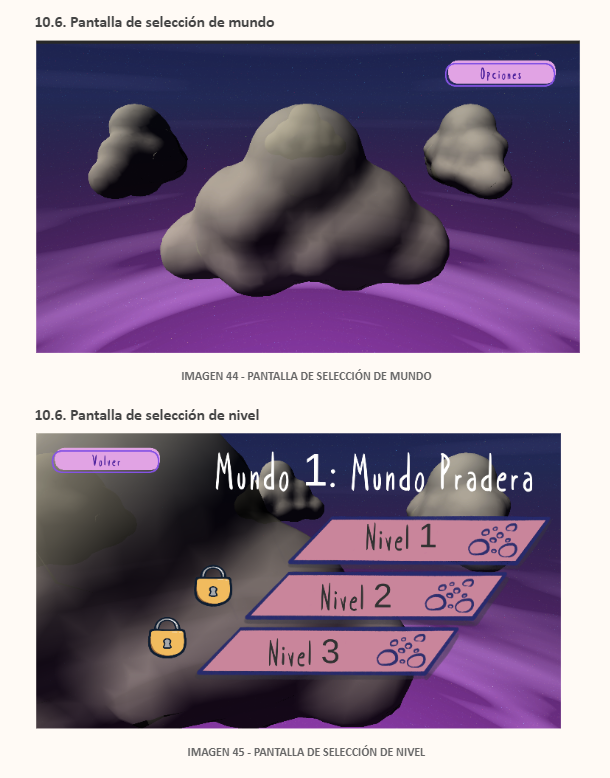 10.6. Pantalla de selección de mundo
Opciones
IMAGEN 44 - PANTALLA DE SELECCIÓN DE MUNDO
10.6. Pantalla de selección de nivel
Volver
Mundo 1: Mundo Pradera
Nivel 1
Nivel 2
Nivel 3
IMAGEN 45 - PANTALLA DE SELECCIÓN DE NIVEL